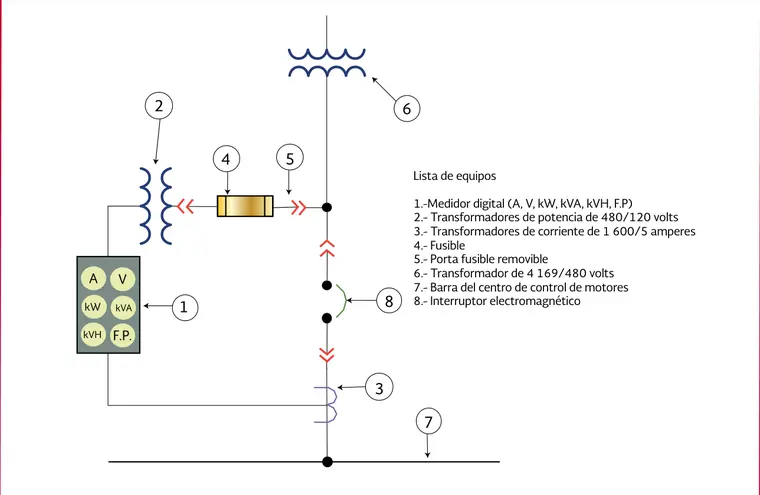 2
4
5
6
Lista de equipos
1.-Medidor digital (A, V, kW, kVA, kVH, F.P)
2.- Transformadores de potencia de 480/120 volts
3.- Transformadores de corriente de 1 600/5 amperes
4.- Fusible
5.- Porta fusible removible
6.- Transformador de 4 169/480 volts
7.- Barra del centro de control de motores
8.- Interruptor electromagnético
A V
kW kVA
kVH F.P.
1
8
3
7